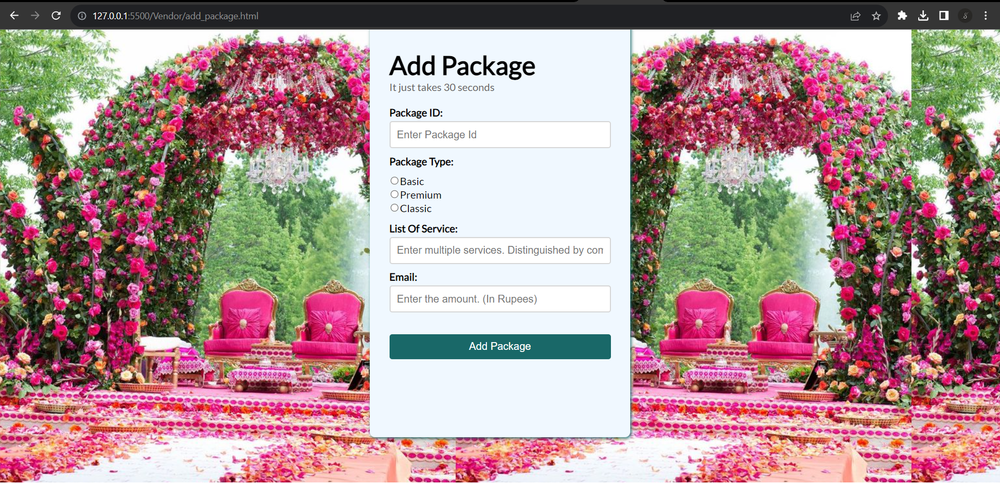 127.0.0.1:5500/Vendor/add_package.html
Add Package
It just takes 30 seconds
Package ID:
Enter Package Id
Package Type:
Basic
Premium
Classic
List Of Service:
Enter multiple services. Distinguished by com
Email:
Enter the amount. (In Rupees)
Add Package